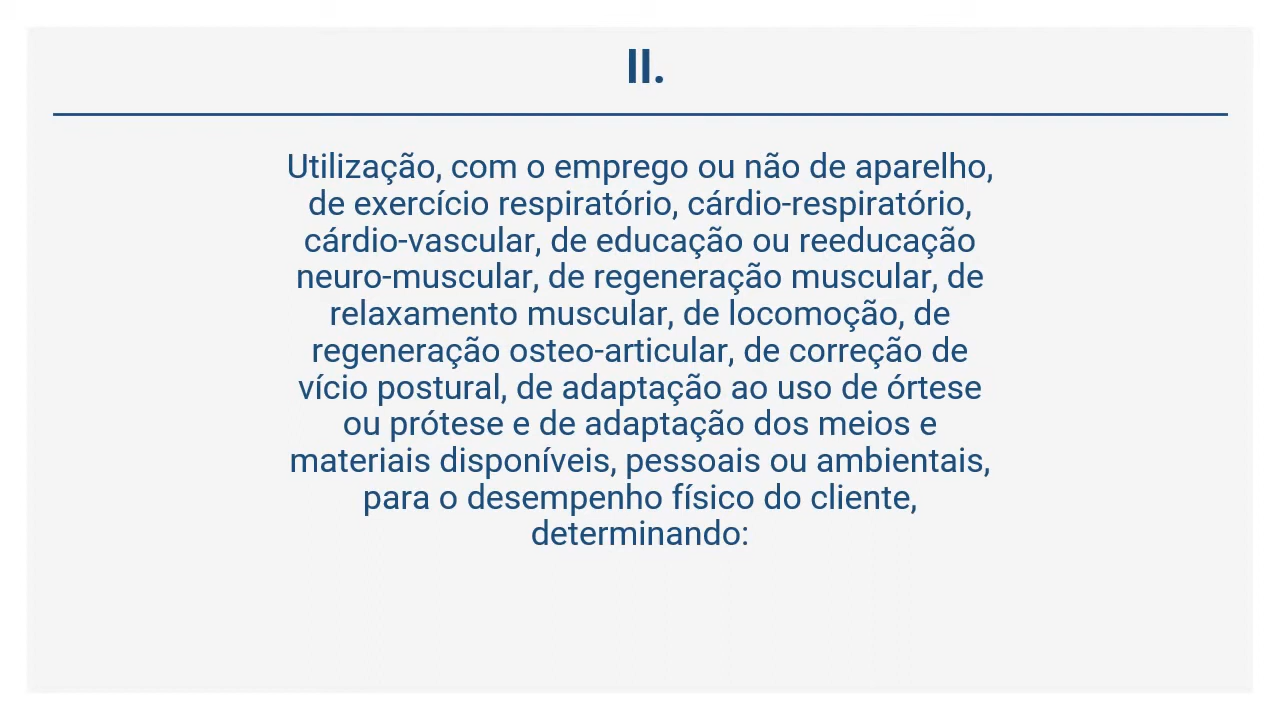 II.
Utilização, com o emprego ou não de aparelho,
de exercício respiratório, cárdio-respiratório,
cárdio-vascular, de educação ou reeducação
neuro-muscular, de regeneração muscular, de
relaxamento muscular, de locomoção, de
regeneração osteo-articular, de correção de
vício postural, de adaptação ao uso de órtese
ou prótese e de adaptação dos meios e
materiais disponíveis, pessoais ou ambientais,
para o desempenho físico do cliente,
determinando: